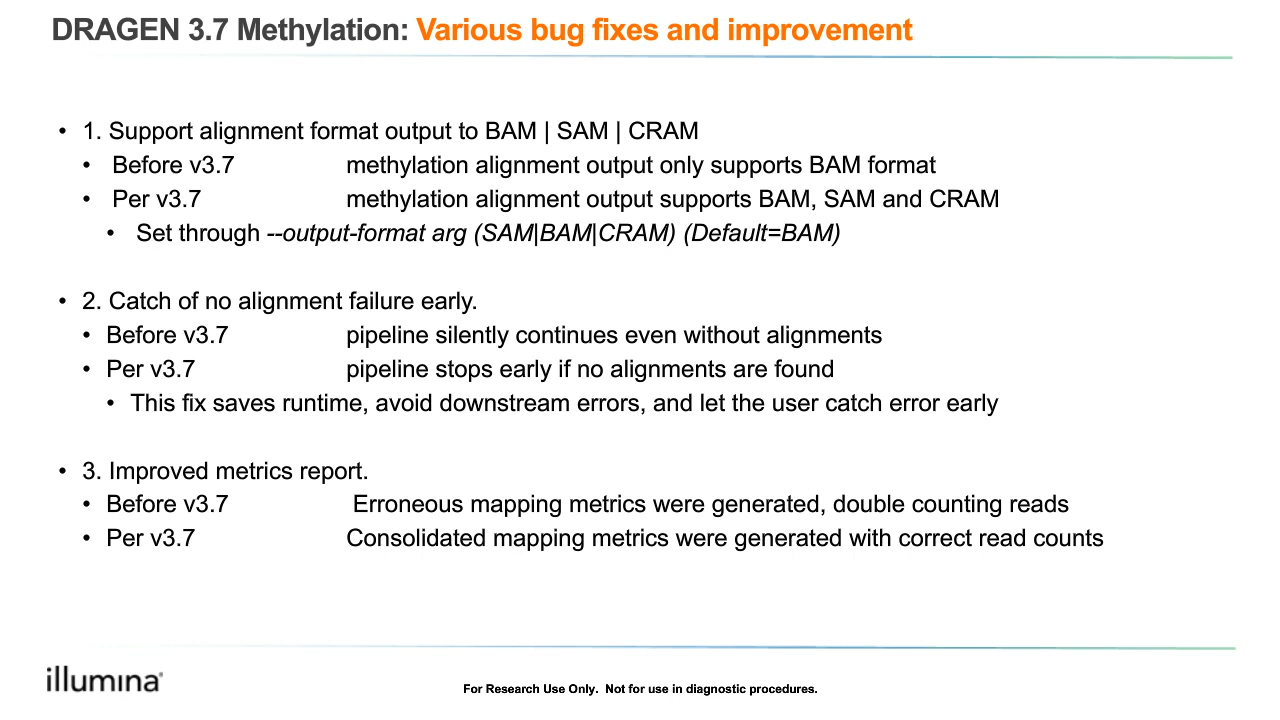 DRAGEN 3.7 Methylation: Various bug fixes and improvement
• 1. Support alignment format output to BAM | SAM | CRAM
• Before v3.7 methylation alignment output only supports BAM format
• Per v3.7 methylation alignment output supports BAM, SAM and CRAM
• Set through --output-format arg (SAM|BAM|CRAM) (Default=BAM)
• 2. Catch of no alignment failure early.
• Before v3.7 pipeline silently continues even without alignments
• Per v3.7 pipeline stops early if no alignments are found
• This fix saves runtime, avoid downstream errors, and let the user catch error early
• 3. Improved metrics report.
• Before v3.7 Erroneous mapping metrics were generated, double counting reads
• Per v3.7 Consolidated mapping metrics were generated with correct read counts
illumina®
For Research Use Only. Not for use in diagnostic procedures.